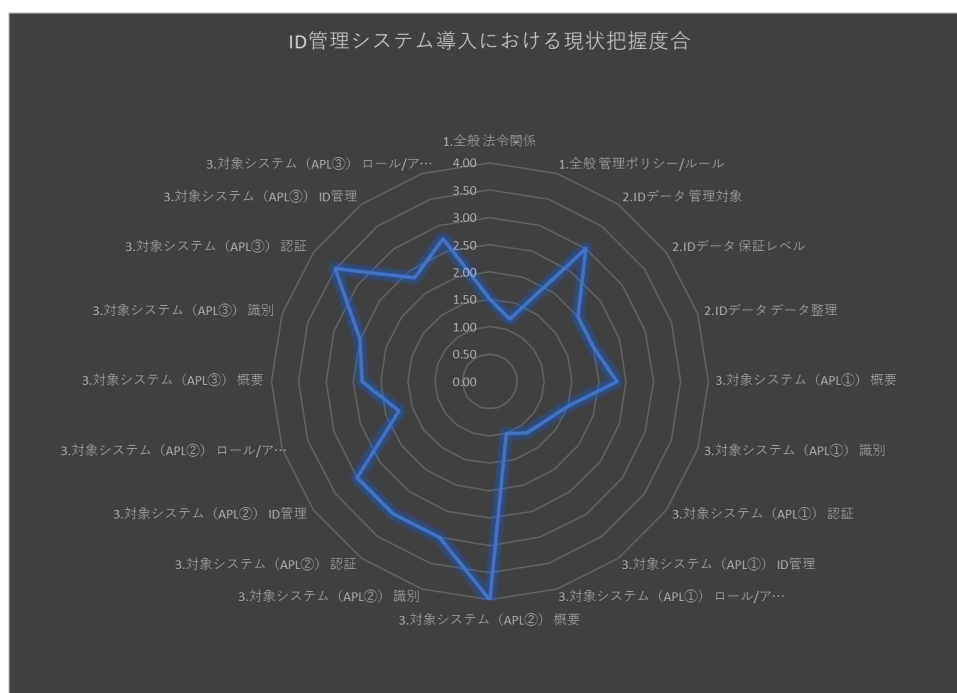 ID管理システム導入における現状把握度合
1.全般 法令関係
1.全般 管理ポリシー/ルール
2.IDデータ 管理対象
2.IDデータ 保証レベル
2.IDデータ データ整理
3.対象システム（APL①） 概要
3.対象システム（APL①） 識別
3.対象システム（APL①） 認証
3.対象システム（APL①） ID管理
3.対象システム（APL①） ロール/ア…
3.対象システム（APL②） 概要
3.対象システム（APL②） 識別
3.対象システム（APL②） 認証
3.対象システム（APL②） ID管理
3.対象システム（APL②） ロール/ア…
3.対象システム（APL③） 概要
3.対象システム（APL③） 識別
3.対象システム（APL③） 認証
3.対象システム（APL③） ID管理
3.対象システム（APL③） ロール/ア…
4.00
3.50
3.00
2.50
2.00
1.50
1.00
0.50
0.00